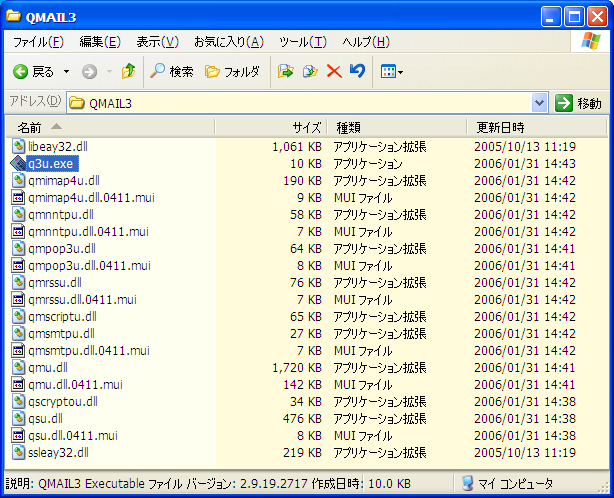 QMAIL3
ファイル(F) 編集(E) 表示(V) お気に入り(A) ツール(T) ヘルプ(H)
戻る 検索 フォルダ
アドレス(D) QMAIL3 移動
名前 サイズ 種類 更新日時
libeay32.dll 1,061 KB アプリケーション拡張 2005/10/13 11:19
q3u.exe 10 KB アプリケーション 2006/01/31 14:43
qmimap4u.dll 190 KB アプリケーション拡張 2006/01/31 14:42
qmimap4u.dll.0411.mui 9 KB MUI ファイル 2006/01/31 14:42
qmnntpu.dll 58 KB アプリケーション拡張 2006/01/31 14:42
qmnntpu.dll.0411.mui 7 KB MUI ファイル 2006/01/31 14:42
qmpop3u.dll 64 KB アプリケーション拡張 2006/01/31 14:41
qmpop3u.dll.0411.mui 8 KB MUI ファイル 2006/01/31 14:41
qmrssu.dll 76 KB アプリケーション拡張 2006/01/31 14:42
qmrssu.dll.0411.mui 7 KB MUI ファイル 2006/01/31 14:42
qmscriptu.dll 65 KB アプリケーション拡張 2006/01/31 14:42
qmsmtpu.dll 27 KB アプリケーション拡張 2006/01/31 14:42
qmsmtpu.dll.0411.mui 7 KB MUI ファイル 2006/01/31 14:42
qmu.dll 1,720 KB アプリケーション拡張 2006/01/31 14:41
qmu.dll.0411.mui 142 KB MUI ファイル 2006/01/31 14:41
qscryptou.dll 34 KB アプリケーション拡張 2006/01/31 14:38
qsu.dll 476 KB アプリケーション拡張 2006/01/31 14:38
qsu.dll.0411.mui 8 KB MUI ファイル 2006/01/31 14:38
ssleay32.dll 219 KB アプリケーション拡張 2005/10/13 11:19
説明: QMAIL3 Executable ファイル バージョン: 2.9.19.2717 作成日時: 10.0 KB マイ コンピュータ